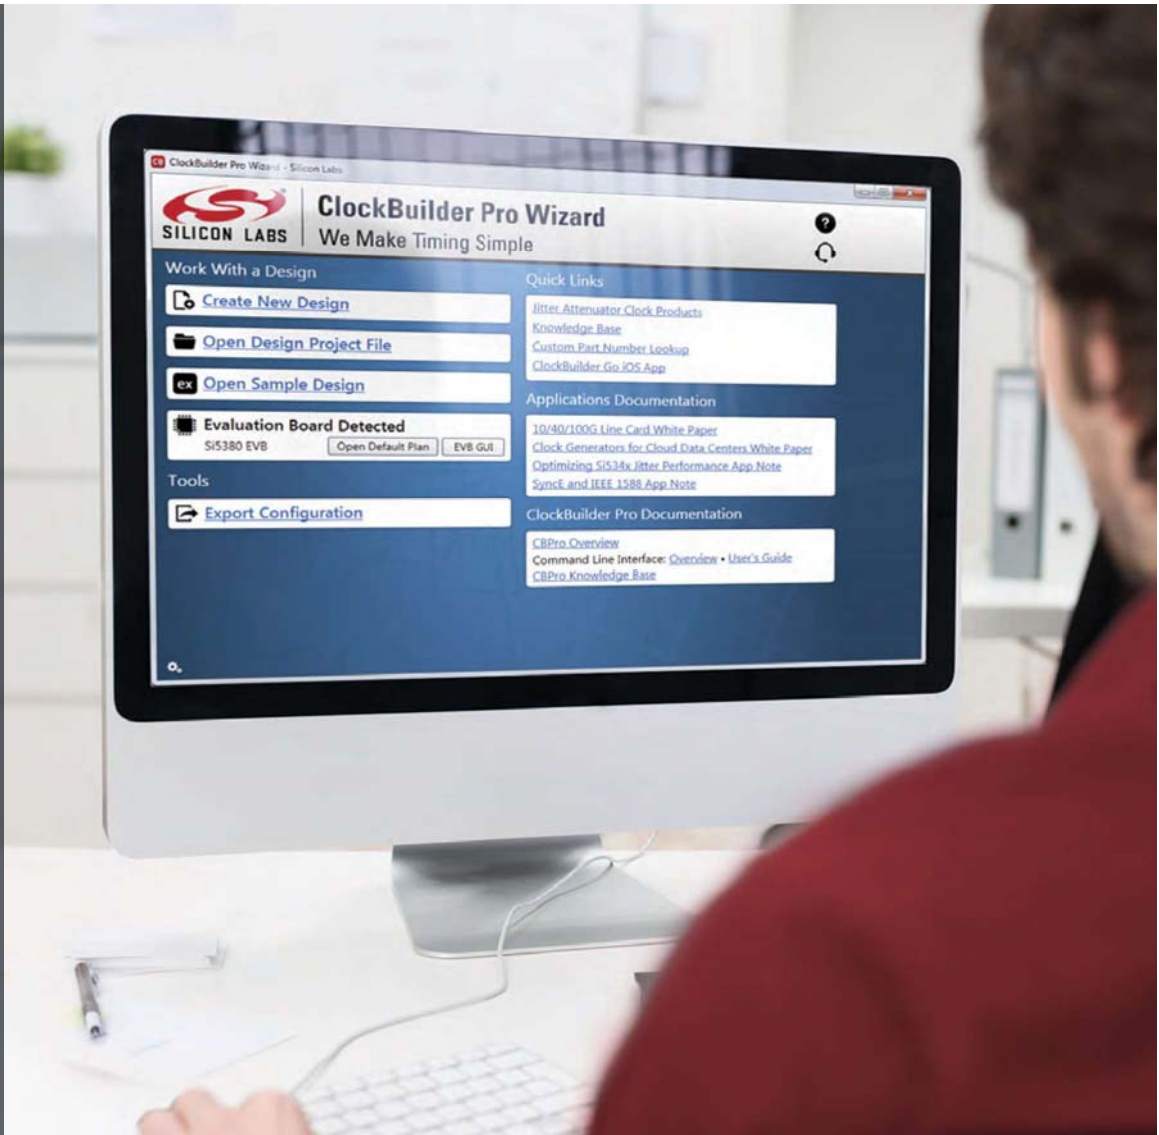 CB ClockBuilder Pro Wizard - Silicon Labs
SILICON LABS
ClockBuilder Pro Wizard
We Make Timing Simple
?
Work With a Design
Create New Design
Open Design Project File
ex Open Sample Design
Evaluation Board Detected
Si5380 EVB Open Default Plan EVB GUI
Tools
Export Configuration
Quick Links
Jitter Attenuator Clock Products
Knowledge Base
Custom Part Number Lookup
ClockBuilder Go iOS App
Applications Documentation
10/40/100G Line Card White Paper
Clock Generators for Cloud Data Centers White Paper
Optimizing Si534x Jitter Performance App Note
SyncE and IEEE 1588 App Note
ClockBuilder Pro Documentation
CBPro Overview
Command Line Interface: Overview • User's Guide
CBPro Knowledge Base